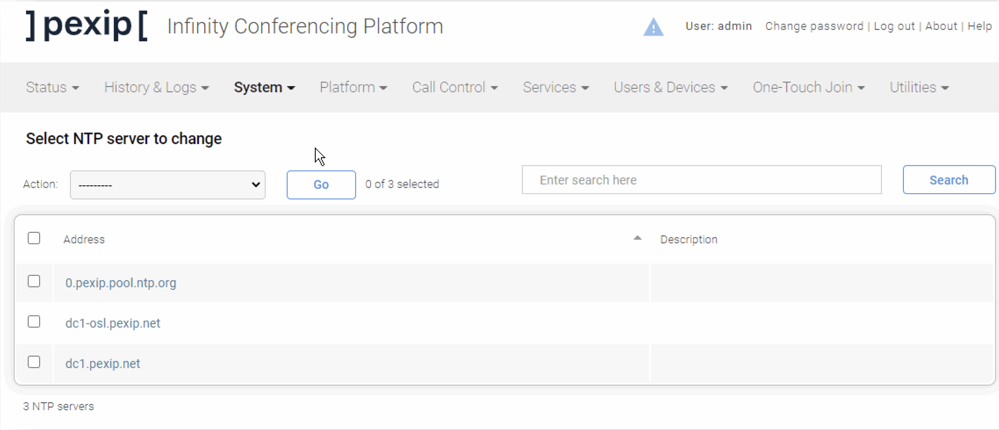 ]pexip[ Infinity Conferencing Platform User: admin Change password | Log out | About | Help
Status History & Logs System Platform Call Control Services Users & Devices One-Touch Join Utilities
Select NTP server to change
Action: --------- Go 0 of 3 selected Enter search here Search
Address Description
0.pexip.pool.ntp.org
dc1-osl.pexip.net
dc1.pexip.net
3 NTP servers